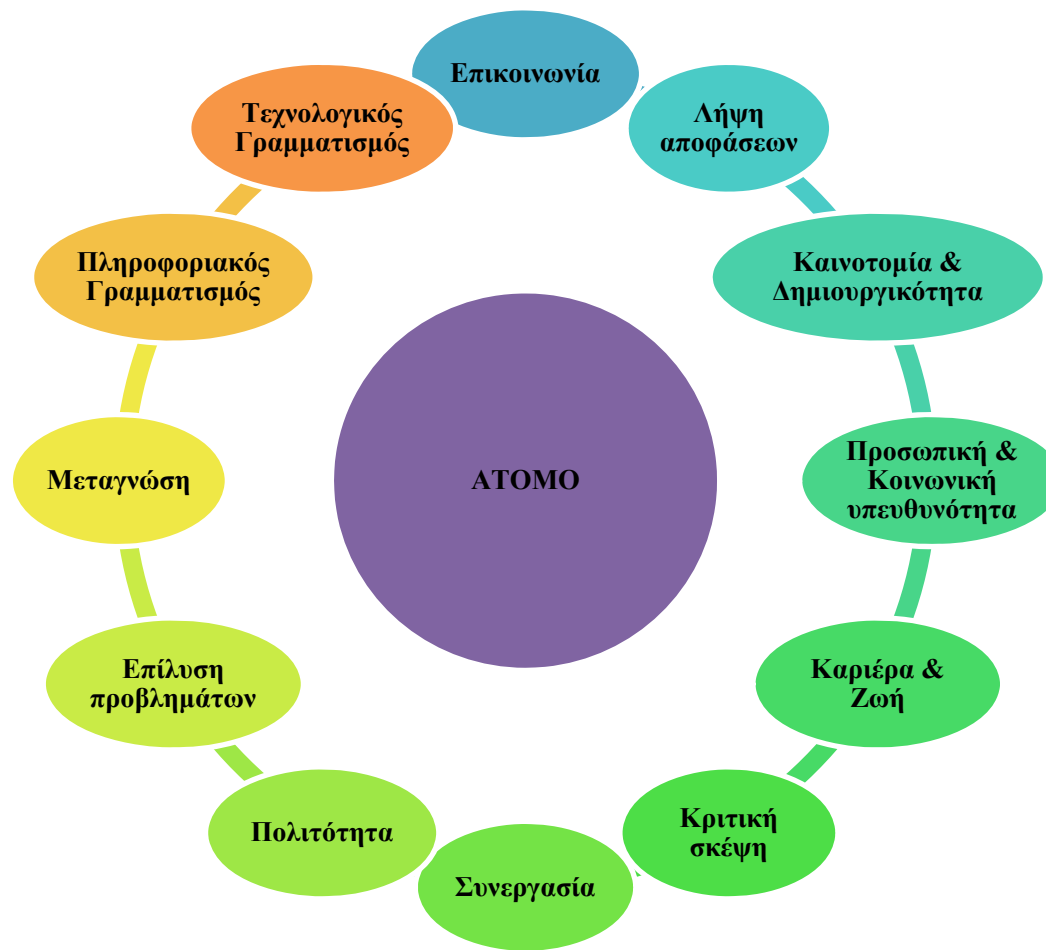 Επικοινωνία
Λήψη
αποφάσεων
Καινοτομία &
Δημιουργικότητα
Προσωπική &
Κοινωνική
υπευθυνότητα
Καριέρα &
Ζωή
Κριτική
σκέψη
Συνεργασία
Πολιτότητα
Επίλυση
προβλημάτων
Μεταγνώση
Πληροφοριακός
Γραμματισμός
Τεχνολογικός
Γραμματισμός
ΑΤΟΜΟ